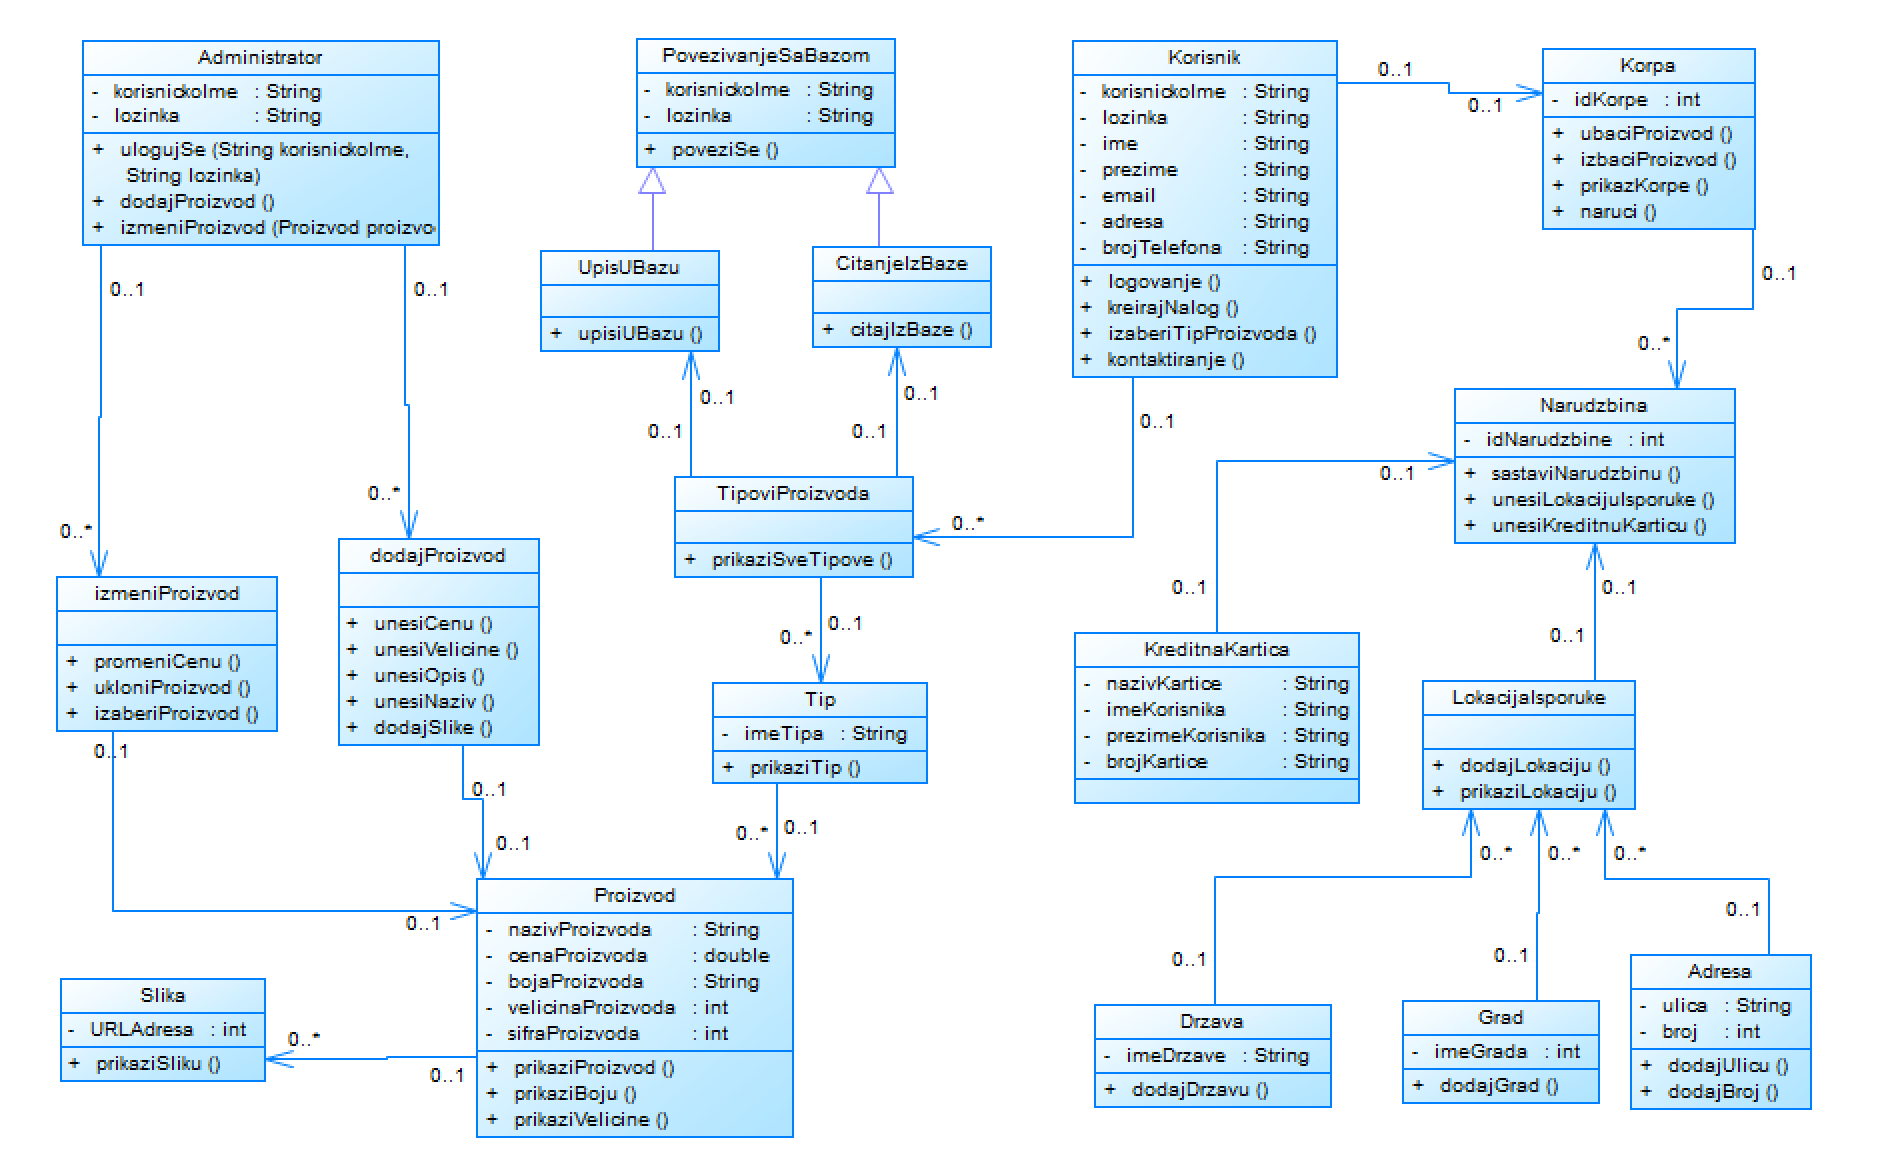 Administrator
- korisnickoIme : String
- lozinka : String
+ ulogujSe (String korisnickoIme,
String lozinka)
+ dodajProizvod ()
+ izmeniProizvod (Proizvod proizvo
0..1
0..1
0..*
0..*
PovezivanjeSaBazom
- korisnickoIme : String
- lozinka : String
+ poveziSe ()
UpisUBazu
+ upisiUBazu ()
CitanjeIzBaze
+ citajIzBaze ()
0..1
0..1
0..1
0..1
Korisnik
- korisnickoIme : String
- lozinka : String
- ime : String
- prezime : String
- email : String
- adresa : String
- brojTelefona : String
+ logovanje ()
+ kreirajNalog ()
+ izaberiTipProizvoda ()
+ kontaktiranje ()
0..1
0..1
Korpa
- idKorpe : int
+ ubaciProizvod ()
+ izbaciProizvod ()
+ prikazKorpe ()
+ naruci ()
0..1
0..*
Narudzbina
- idNarudzbine : int
+ sastaviNarudzbinu ()
+ unesiLokacijuIsporuke ()
+ unesiKreditnuKarticu ()
0..1
0..*
TipoviProizvoda
+ prikaziSveTipove ()
0..1
0..*
izmeniProizvod
+ promeniCenu ()
+ ukloniProizvod ()
+ izaberiProizvod ()
0..1
dodajProizvod
+ unesiCenu ()
+ unesiVelicine ()
+ unesiOpis ()
+ unesiNaziv ()
+ dodajSlike ()
0..1
0..1
Tip
- imeTipa : String
+ prikaziTip ()
0..*
0..1
0..1
0..1
KreditnaKartica
- nazivKartice : String
- imeKorisnika : String
- prezimeKorisnika : String
- brojKartice : String
0..1
0..1
LokacijaIsporuke
+ dodajLokaciju ()
+ prikaziLokaciju ()
0..*
0..*
0..*
0..1
0..1
0..1
Proizvod
- nazivProizvoda : String
- cenaProizvoda : double
- bojaProizvoda : String
- velicinaProizvoda : int
- sifraProizvoda : int
+ prikaziProizvod ()
+ prikaziBoju ()
+ prikaziVelicine ()
0..1
Slika
- URLAdresa : int
+ prikaziSliku ()
0..*
0..1
Drzava
- imeDrzave : String
+ dodajDrzavu ()
Grad
- imeGrada : int
+ dodajGrad ()
Adresa
- ulica : String
- broj : int
+ dodajUlicu ()
+ dodajBroj ()